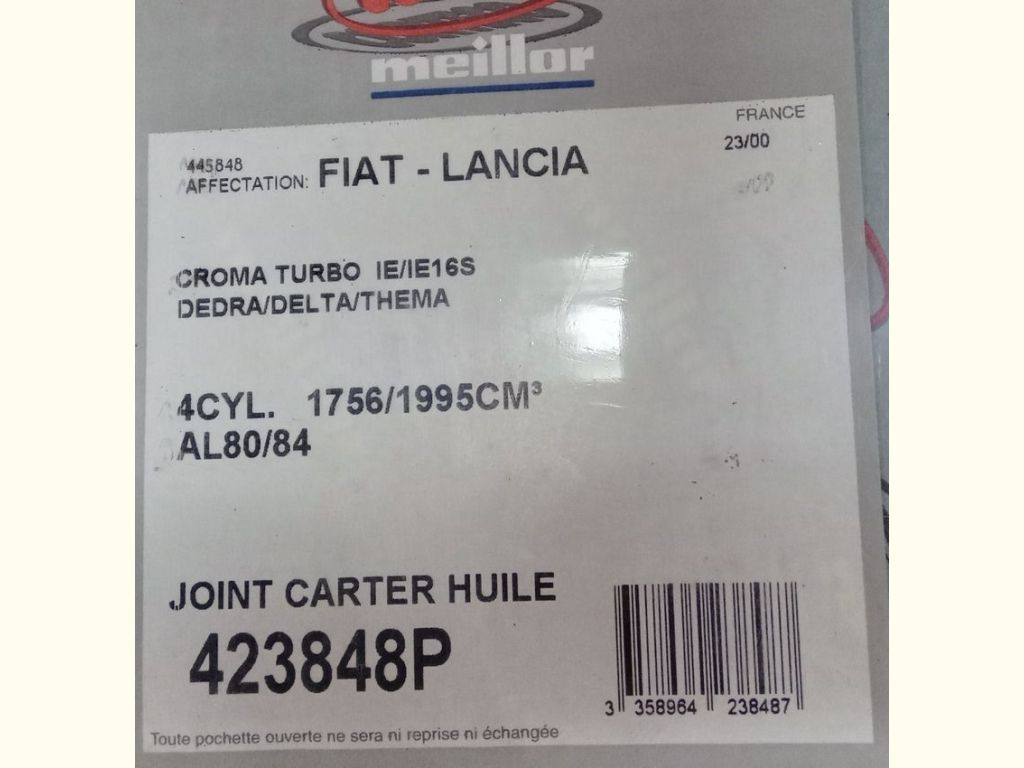 meillor
FRANCE
445848
23/00
AFFECTATION: FIAT - LANCIA
CROMA TURBO IE/IE16S
DEDRA/DELTA/THEMA
4CYL. 1756/1995CM³
AL80/84
JOINT CARTER HUILE
423848P
3 358964 238487
Toute pochette ouverte ne sera ni reprise ni échangée